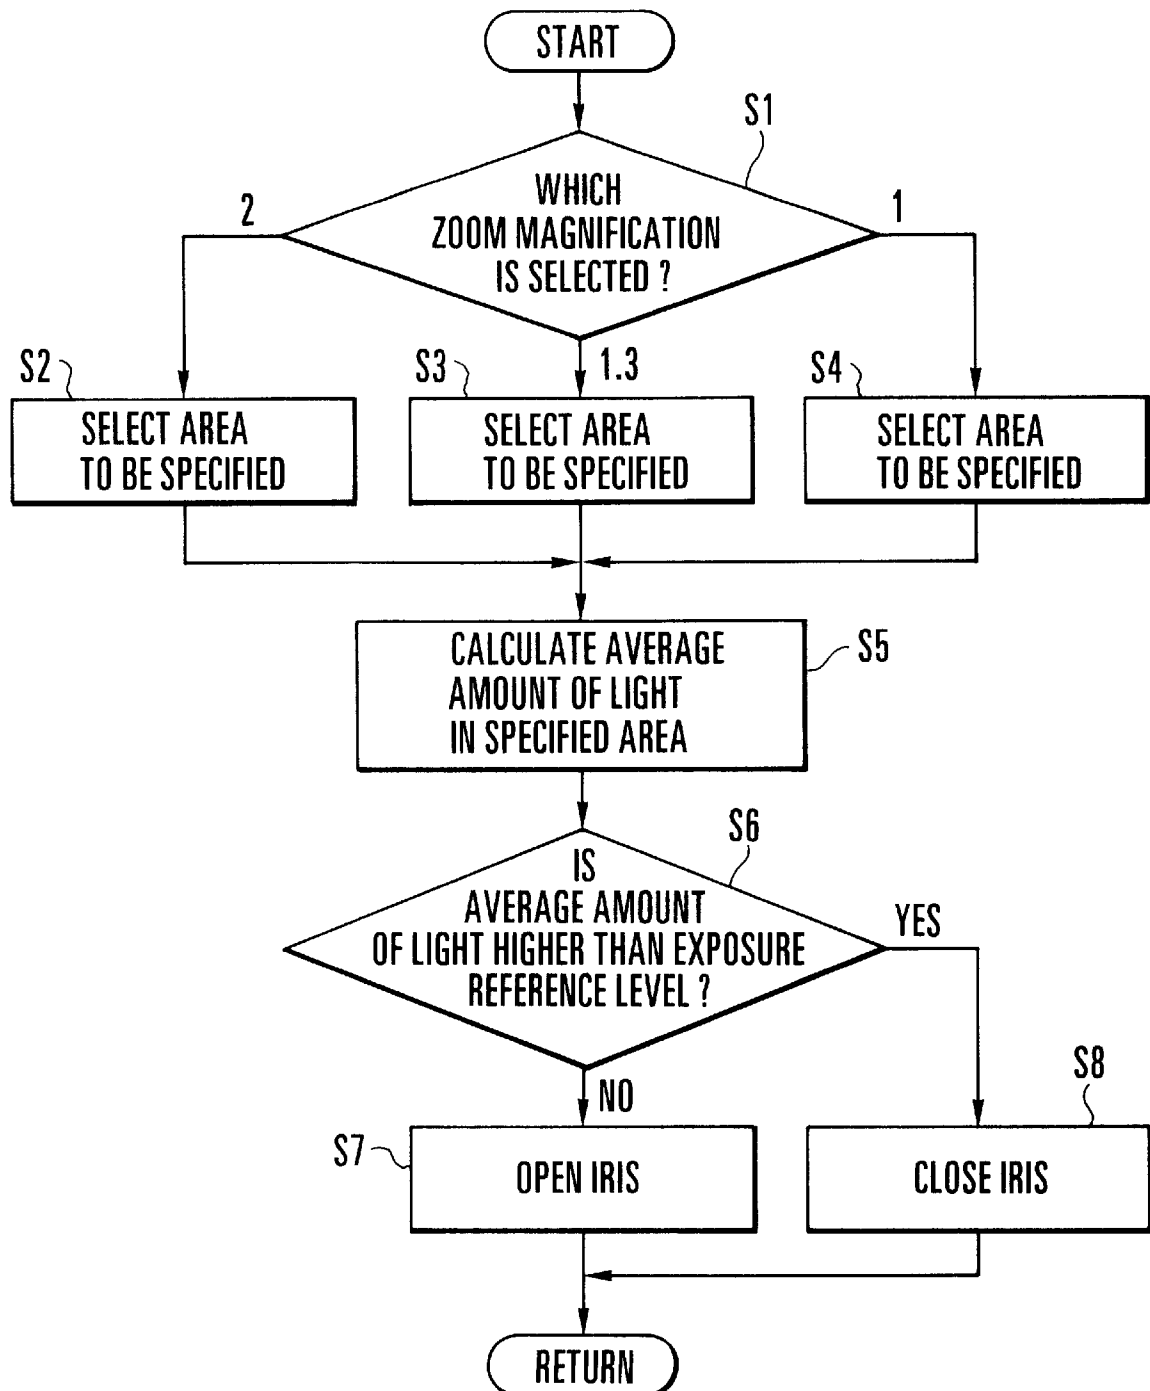 START
S1
WHICH
ZOOM MAGNIFICATION
IS SELECTED ?
2
1
1.3
S2
SELECT AREA
TO BE SPECIFIED
S3
SELECT AREA
TO BE SPECIFIED
S4
SELECT AREA
TO BE SPECIFIED
CALCULATE AVERAGE
AMOUNT OF LIGHT
IN SPECIFIED AREA
S5
S6
IS
AVERAGE AMOUNT
OF LIGHT HIGHER THAN EXPOSURE
REFERENCE LEVEL ?
YES
NO
S7
OPEN IRIS
S8
CLOSE IRIS
RETURN